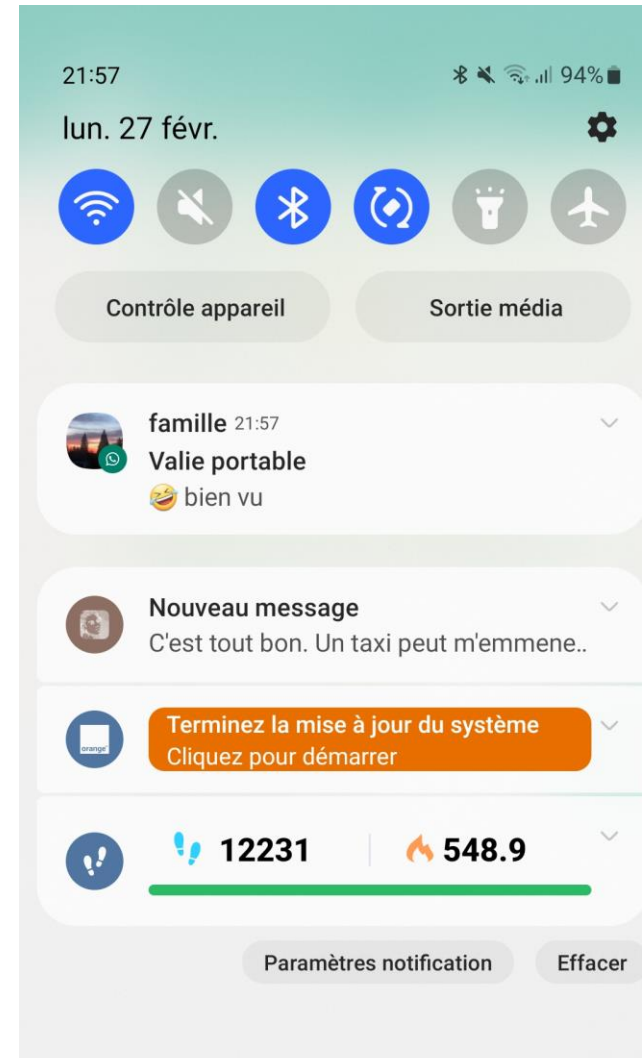 21:57 94%
lun. 27 févr.
Contrôle appareil Sortie média
famille 21:57
Valie portable
🤣 bien vu
Nouveau message
C'est tout bon. Un taxi peut m'emmene..
orange
Terminez la mise à jour du système
Cliquez pour démarrer
12231 548.9
Paramètres notification Effacer